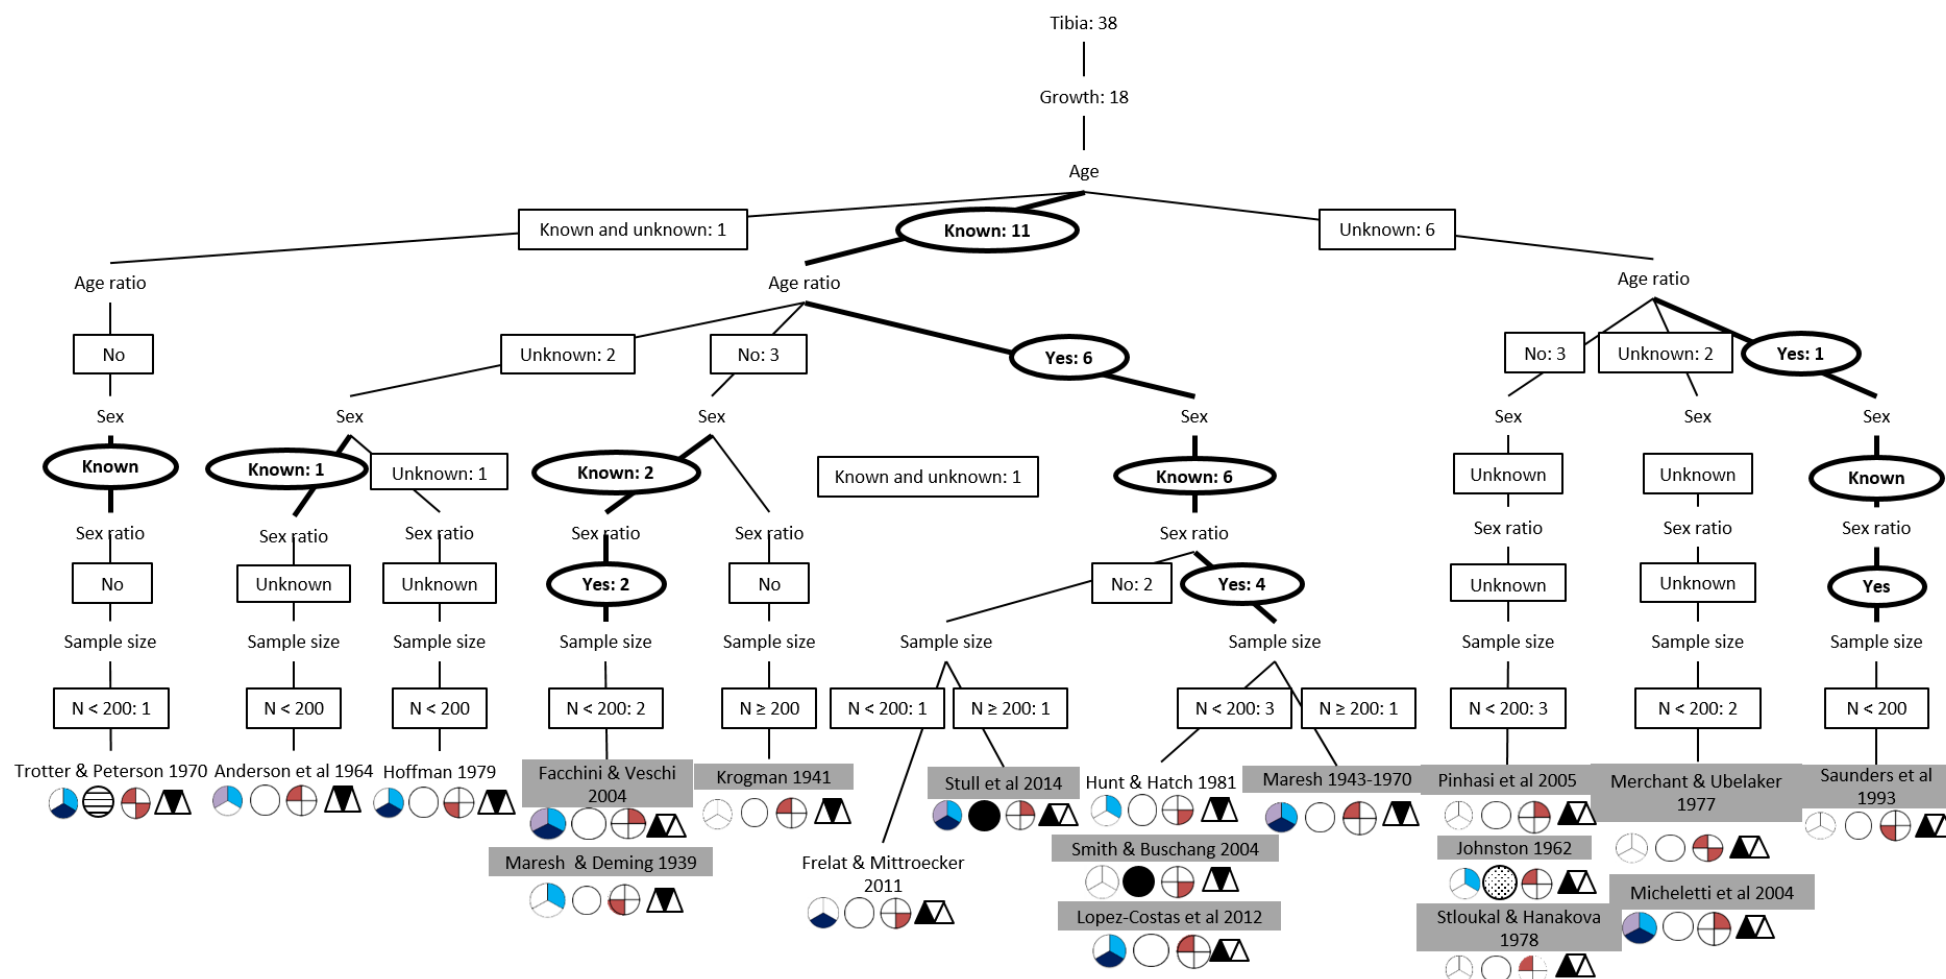 Tibia: 38
Growth: 18
Age
Known and unknown: 1
Known: 11
Unknown: 6
Age ratio
Age ratio
Age ratio
No
Unknown: 2
No: 3
Yes: 6
No: 3
Unknown: 2
Yes: 1
Sex
Sex
Sex
Sex
Sex
Sex
Sex
Known
Known: 1
Unknown: 1
Known: 2
Known and unknown: 1
Known: 6
Unknown
Unknown
Known
Sex ratio
Sex ratio
Sex ratio
Sex ratio
Sex ratio
Sex ratio
Sex ratio
Sex ratio
Sex ratio
No
Unknown
Unknown
Yes: 2
No
No: 2
Yes: 4
Unknown
Unknown
Yes
Sample size
Sample size
Sample size
Sample size
Sample size
Sample size
Sample size
Sample size
Sample size
Sample size
N < 200: 1
N < 200
N < 200
N < 200: 2
N ≥ 200
N < 200: 1
N ≥ 200: 1
N < 200: 3
N ≥ 200: 1
N < 200: 3
N < 200: 2
N < 200
Trotter & Peterson 1970
Anderson et al 1964
Hoffman 1979
Facchini & Veschi
2004
Krogman 1941
Stull et al 2014
Hunt & Hatch 1981
Maresh 1943-1970
Pinhasi et al 2005
Merchant & Ubelaker
1977
Saunders et al
1993
Maresh & Deming 1939
Frelat & Mittroecker
2011
Smith & Buschang 2004
Johnston 1962
Lopez-Costas et al 2012
Stloukal & Hanakova
1978
Micheletti et al 2004